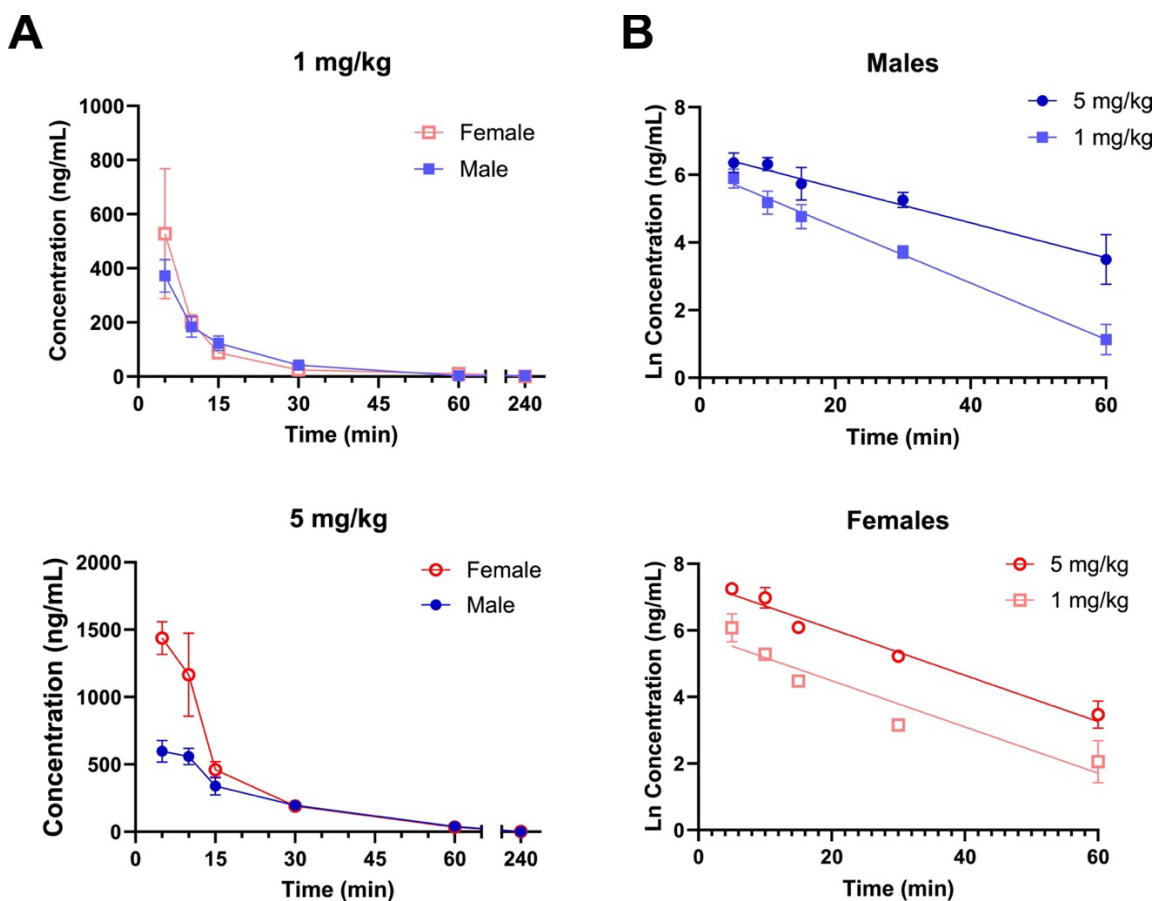 A
1 mg/kg
Concentration (ng/mL)
1000
800
600
400
200
0
Female
Male
0 15 30 45 60 240
Time (min)
B
Males
Ln Concentration (ng/mL)
8
6
4
2
0
5 mg/kg
1 mg/kg
0 20 40 60
Time (min)
5 mg/kg
Concentration (ng/mL)
2000
1500
1000
500
0
Female
Male
0 15 30 45 60 240
Time (min)
Females
Ln Concentration (ng/mL)
8
6
4
2
0
5 mg/kg
1 mg/kg
0 20 40 60
Time (min)